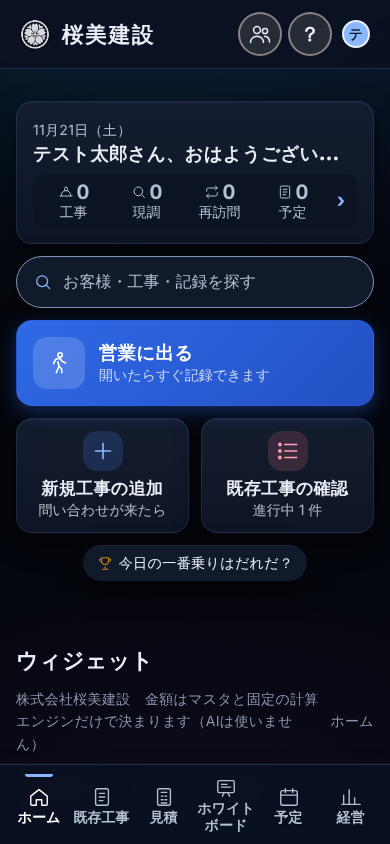 桜美建設
?
テ
11月21日（土）
テスト太郎さん、おはようござい…
0
0
0
0
工事
現調
再訪問
予定
お客様・工事・記録を探す
営業に出る
開いたらすぐ記録できます
新規工事の追加
問い合わせが来たら
既存工事の確認
進行中 1 件
今日の一番乗りはだれだ？
ウィジェット
株式会社桜美建設　金額はマスタと固定の計算
エンジンだけで決まります（AIは使いませ
ん）
ホーム
ホーム
既存工事
見積
ホワイト
ボード
予定
経営